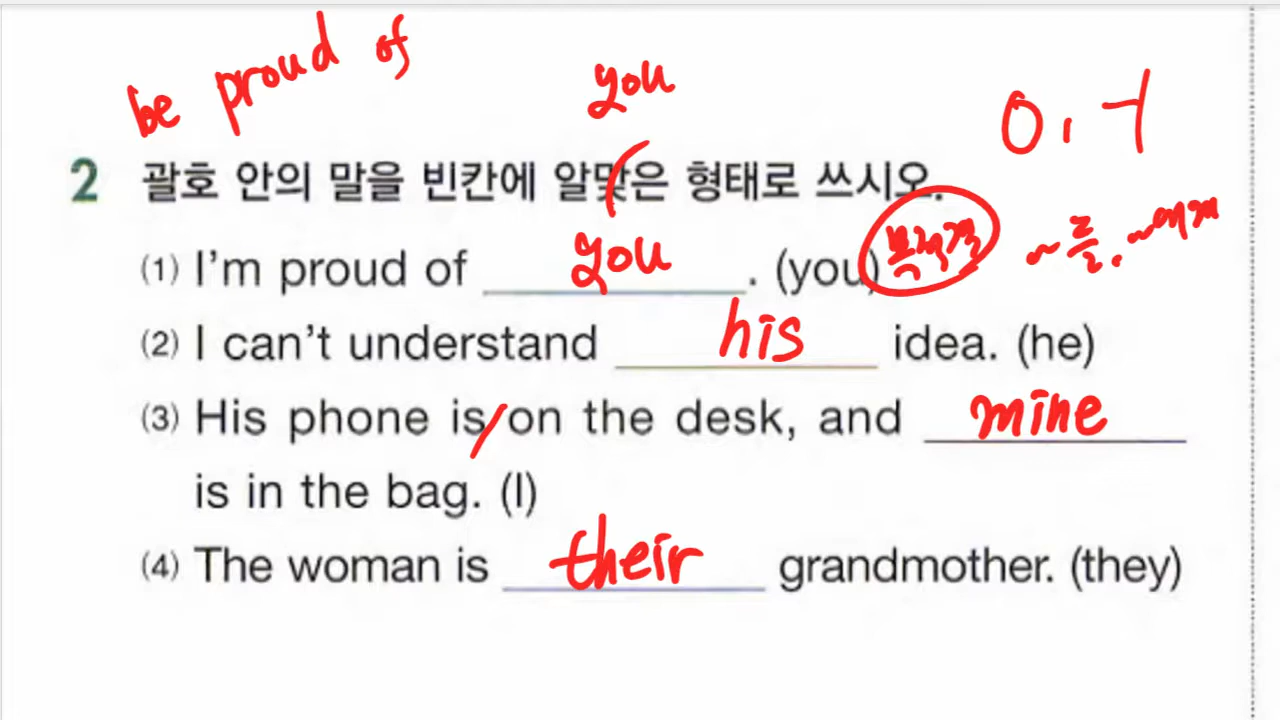 be proud of
you
2 괄호 안의 말을 빈칸에 알맞은 형태로 쓰시오.
(1) I'm proud of you. (you) 목적격 ~를, ~에게
(2) I can't understand his idea. (he)
(3) His phone is/on the desk, and mine
is in the bag. (I)
(4) The woman is their grandmother. (they)